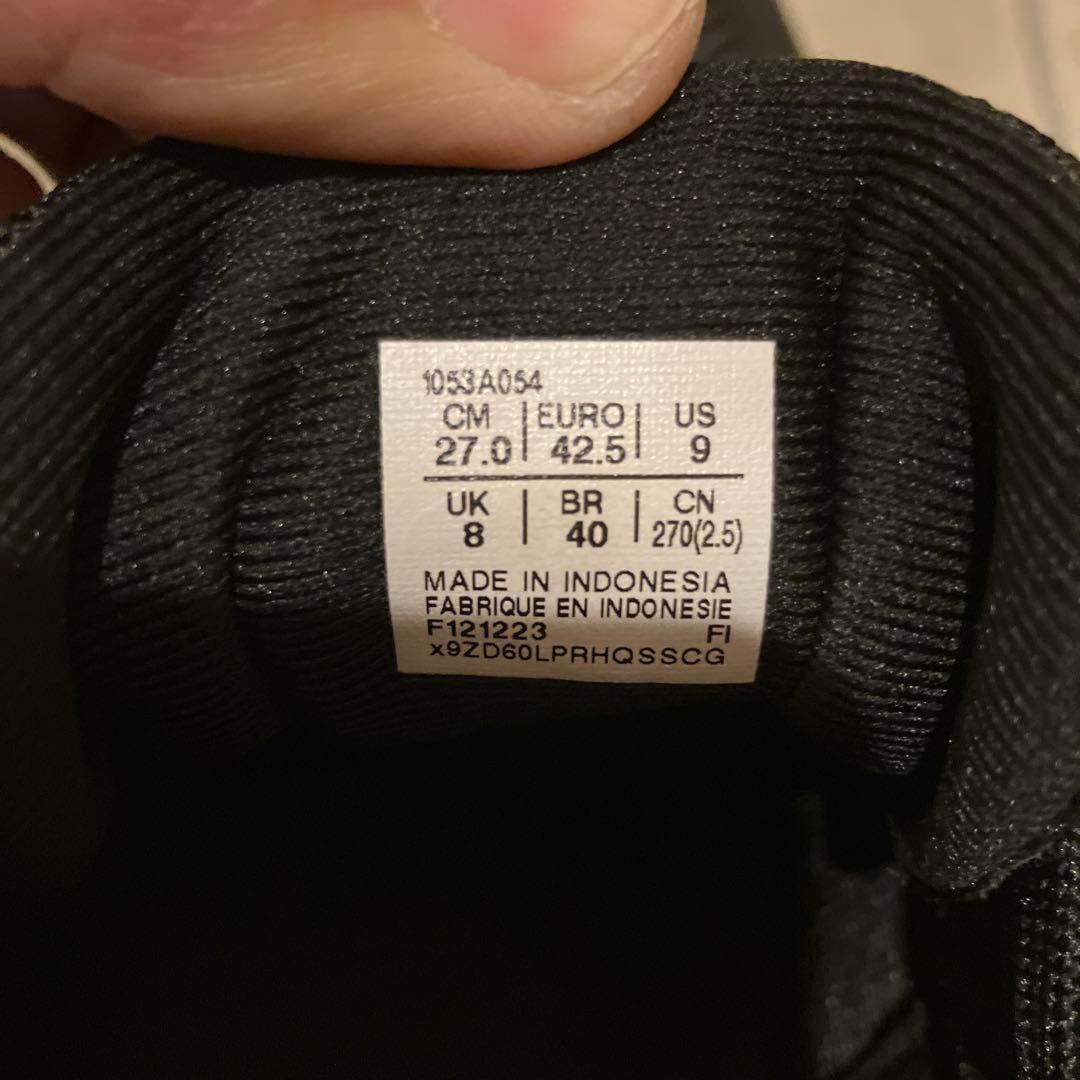 1053A054
CM | EURO | US
27.0 | 42.5 | 9
UK | BR | CN
8 | 40 | 270(2.5)
MADE IN INDONESIA
FABRIQUE EN INDONESIE
F121223 FI
x9ZD60LPRHQSSCG